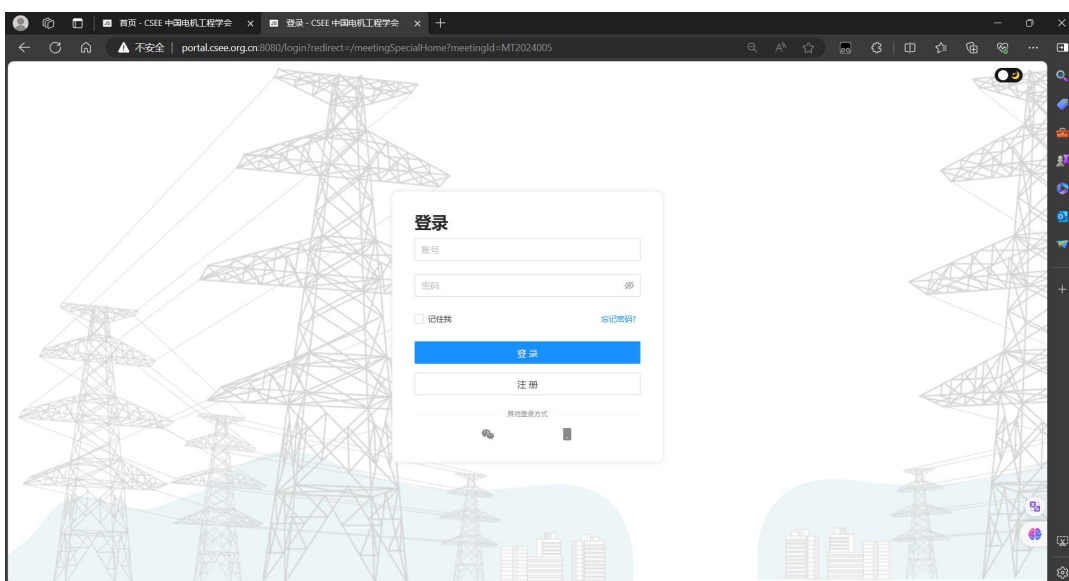 首页 - CSEE 中国电机工程学会
登录 - CSEE 中国电机工程学会
不安全 | portal.csee.org.cn:8080/login?redirect=/meetingSpecialHome?meetingId=MT2024005
登录
账号
密码
记住我
忘记密码?
登 录
注 册
其他登录方式